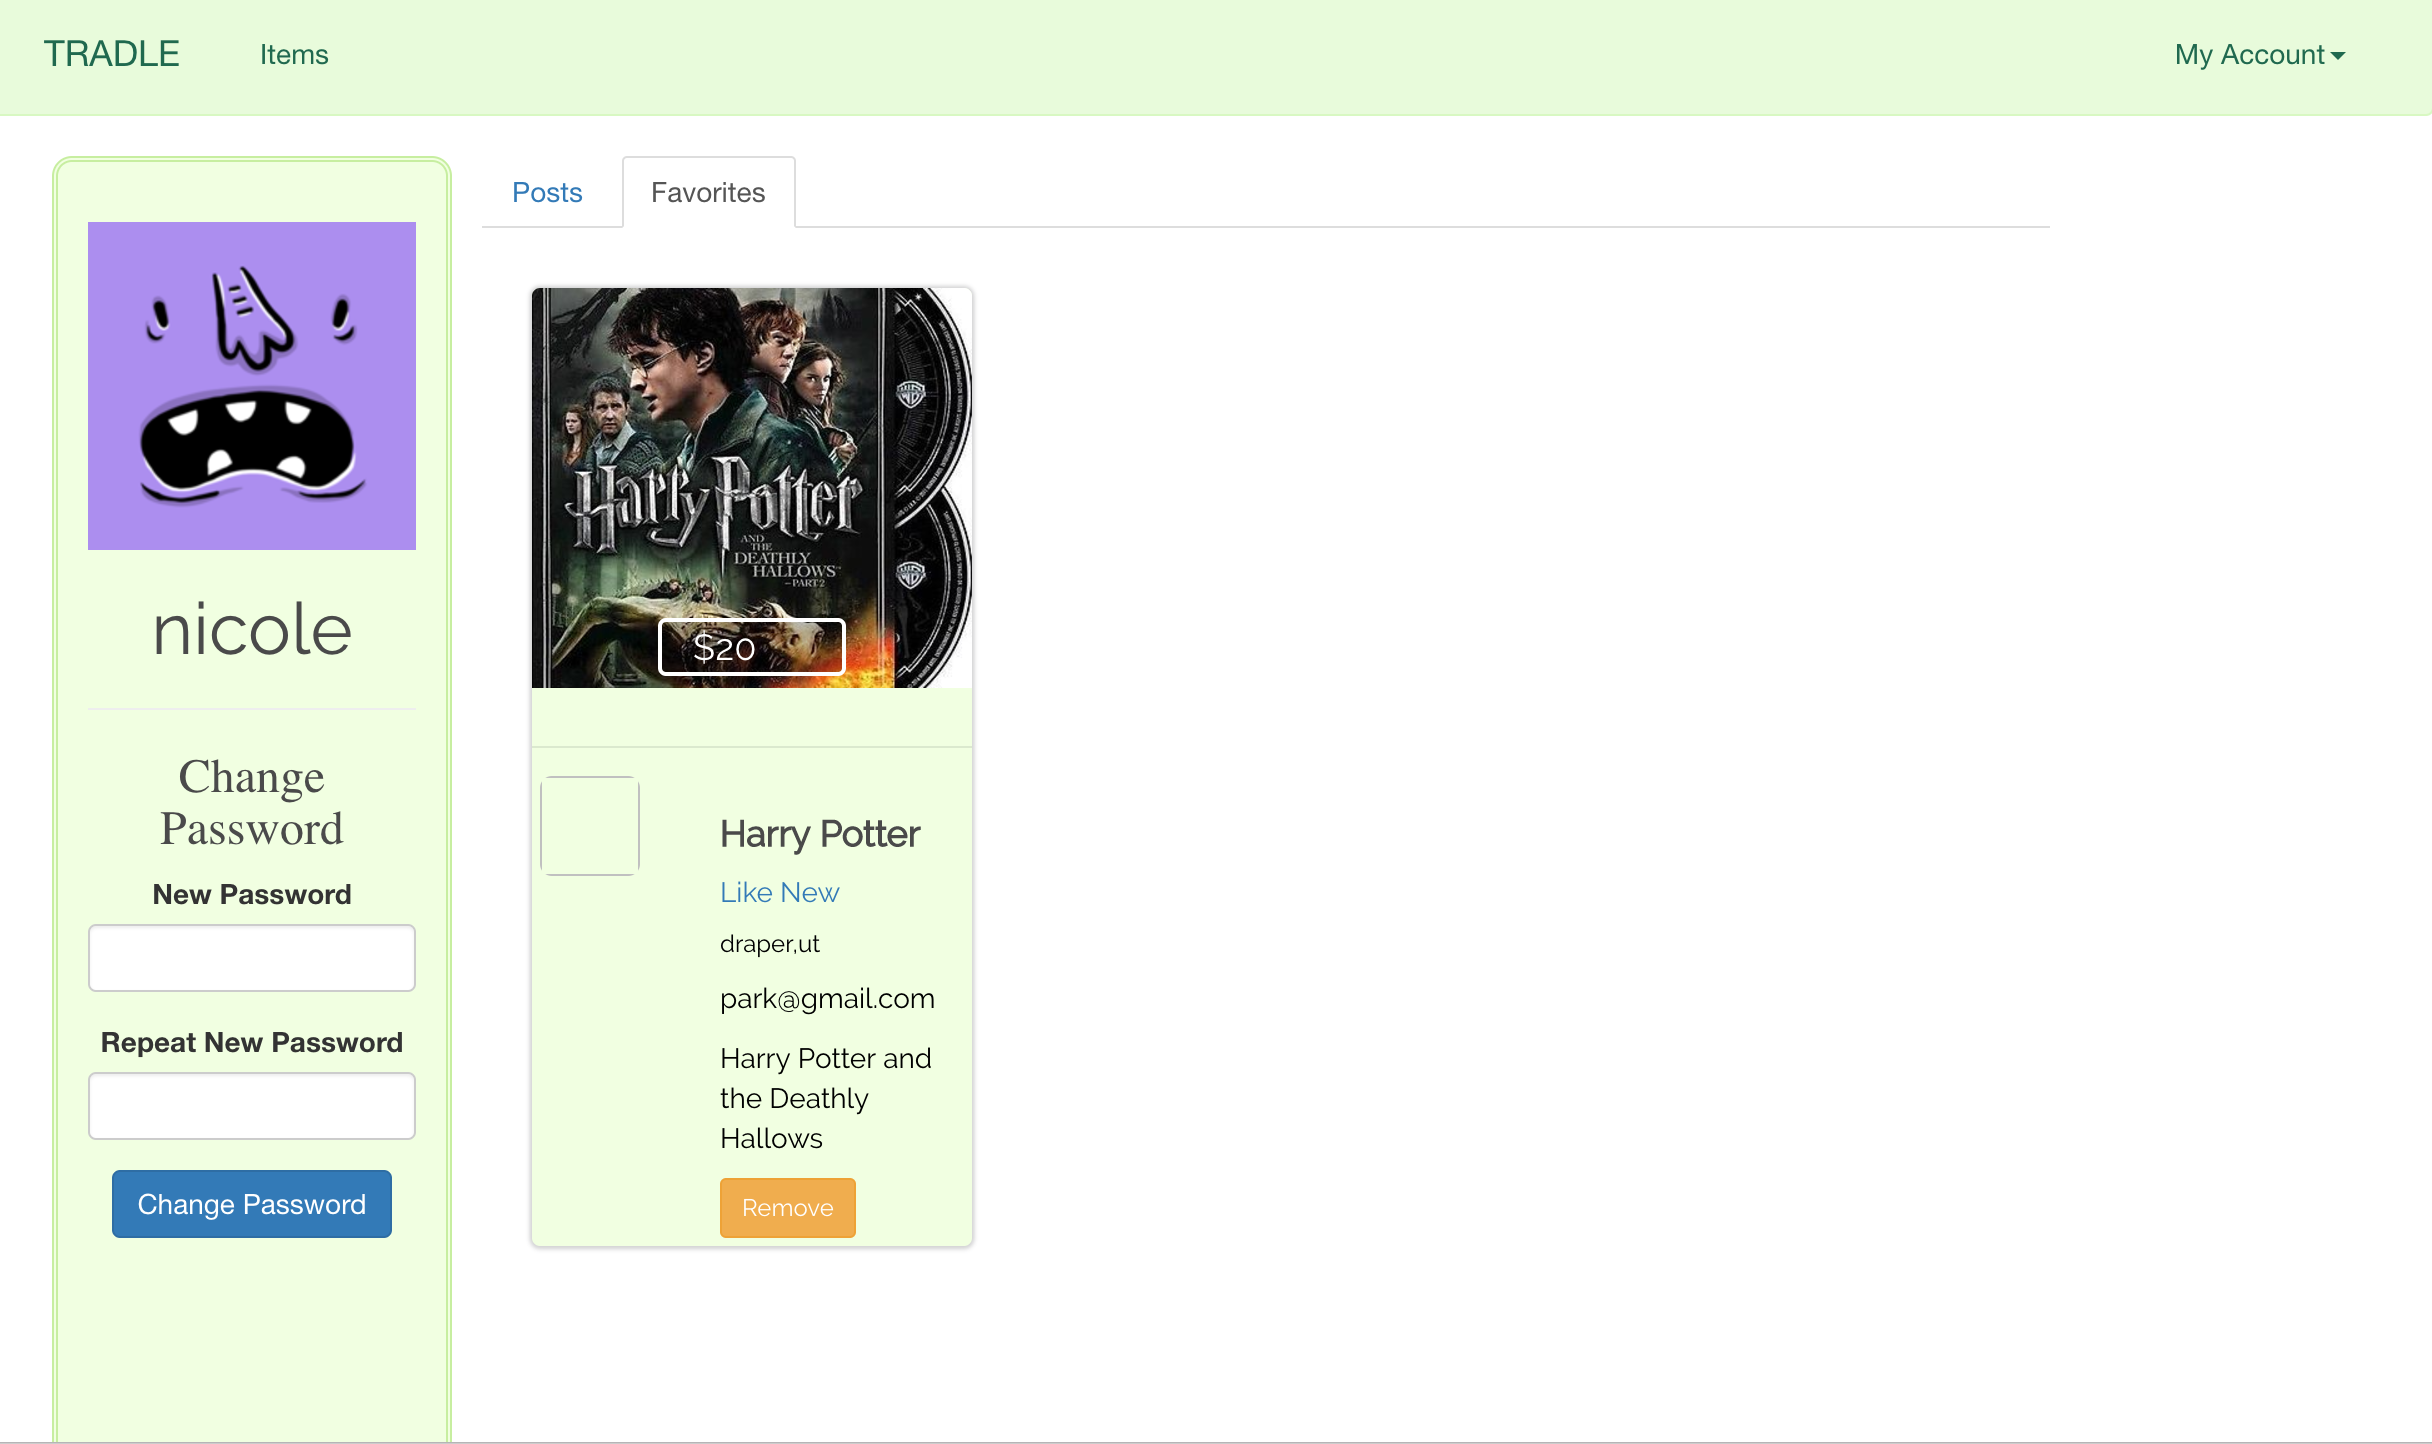 TRADLE Items My Account
Posts Favorites
nicole
Change
Password
New Password
Repeat New Password
Change Password
Harry Potter
AND
THE
DEATHLY
HALLOWS
PART 2
$20
Harry Potter
Like New
draper,ut
park@gmail.com
Harry Potter and
the Deathly
Hallows
Remove